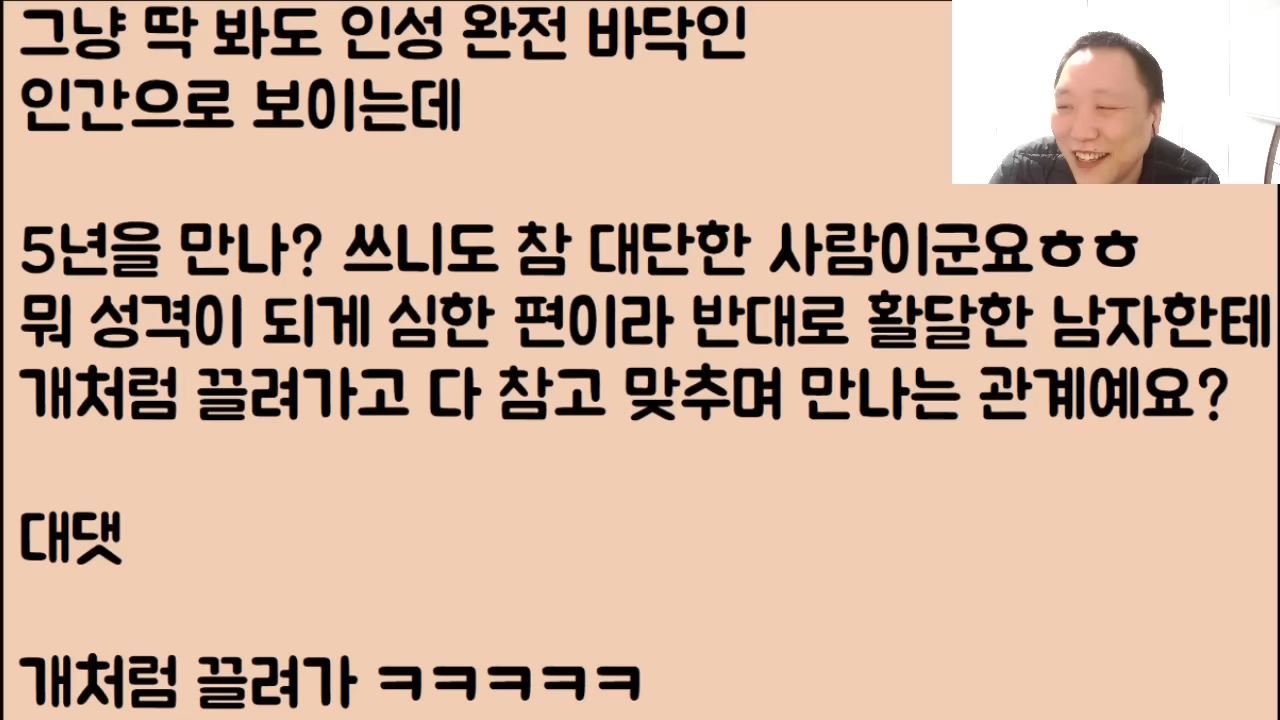 그냥 딱 봐도 인성 완전 바닥인
인간으로 보이는데
5년을 만나? 쓰니도 참 대단한 사람이군요ㅎㅎ
뭐 성격이 되게 심한 편이라 반대로 활달한 남자한테
개처럼 끌려가고 다 참고 맞추며 만나는 관계예요?
대댓
개처럼 끌려가 ㅋㅋㅋㅋㅋ